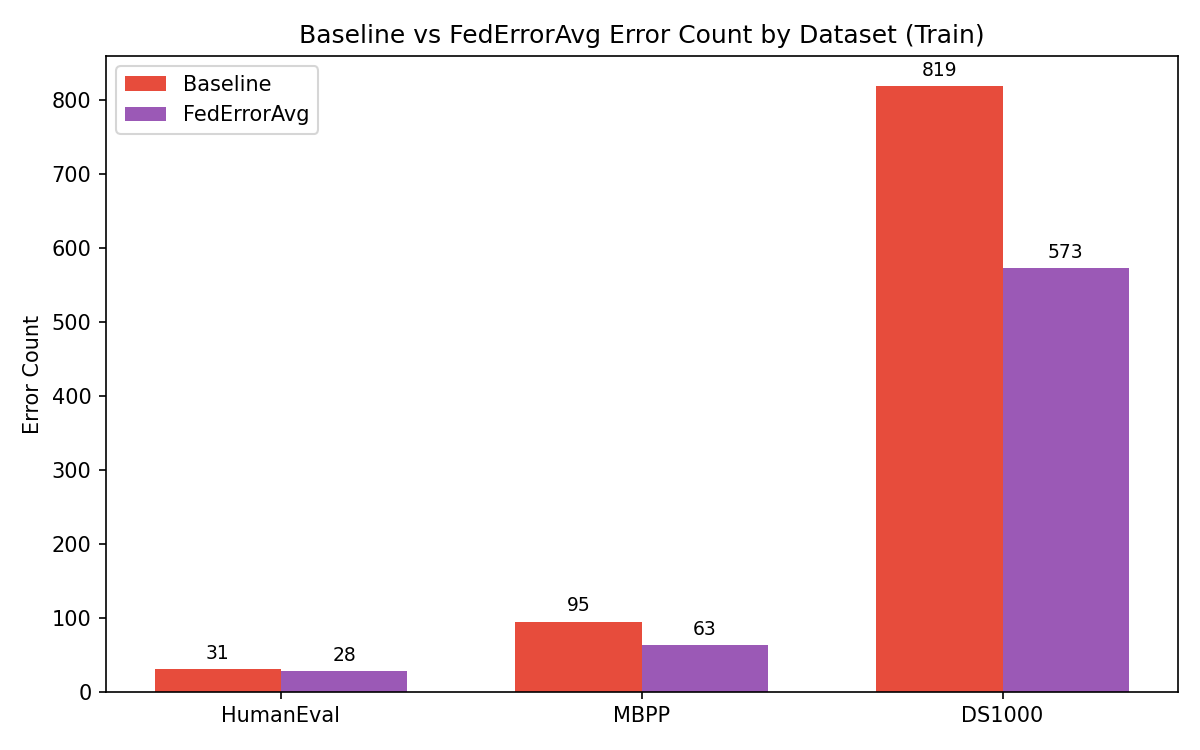 Baseline vs FedErrorAvg Error Count by Dataset (Train)
Baseline
FedErrorAvg
Error Count
800
700
600
500
400
300
200
100
0
31
28
95
63
819
573
HumanEval
MBPP
DS1000